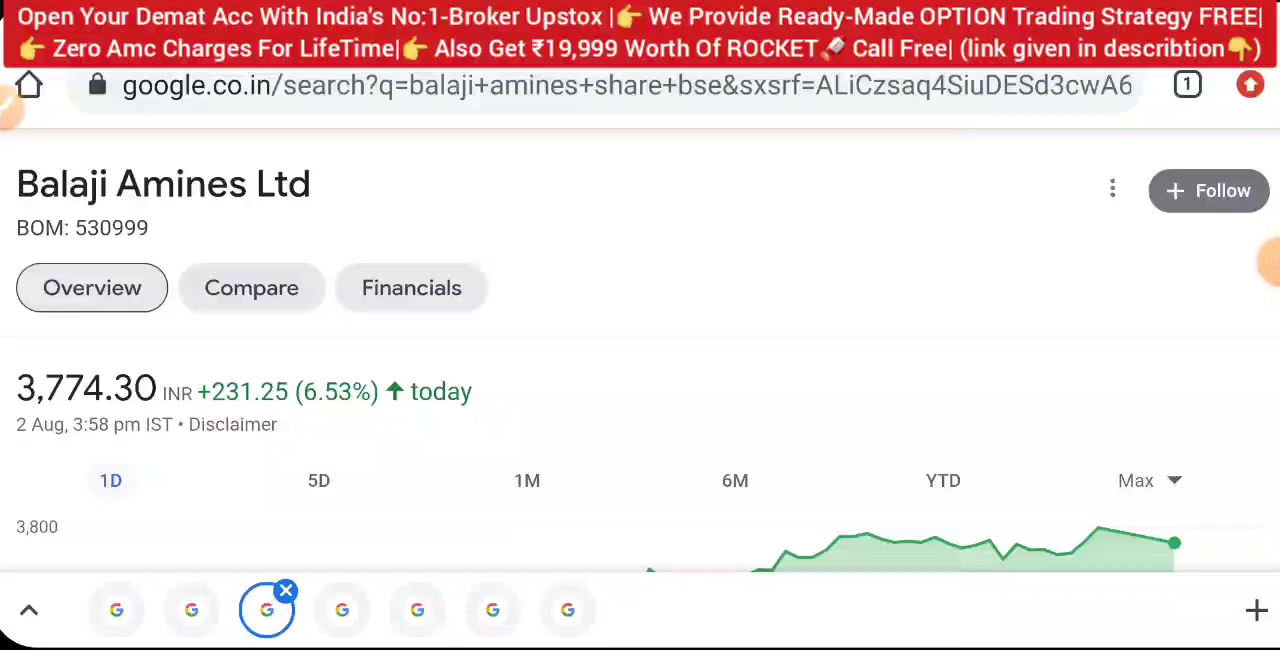 Open Your Demat Acc With India's No:1-Broker Upstox |👉 We Provide Ready-Made OPTION Trading Strategy FREE|
👉 Zero Amc Charges For LifeTime|👉 Also Get ₹19,999 Worth Of ROCKET🚀 Call Free| (link given in describtion👇)
google.co.in/search?q=balaji+amines+share+bse&sxsrf=ALiCzsaq4SiuDESd3cwA6
1
Balaji Amines Ltd
+ Follow
BOM: 530999
Overview Compare Financials
3,774.30 INR +231.25 (6.53%) ↑ today
2 Aug, 3:58 pm IST • Disclaimer
1D 5D 1M 6M YTD Max
3,800